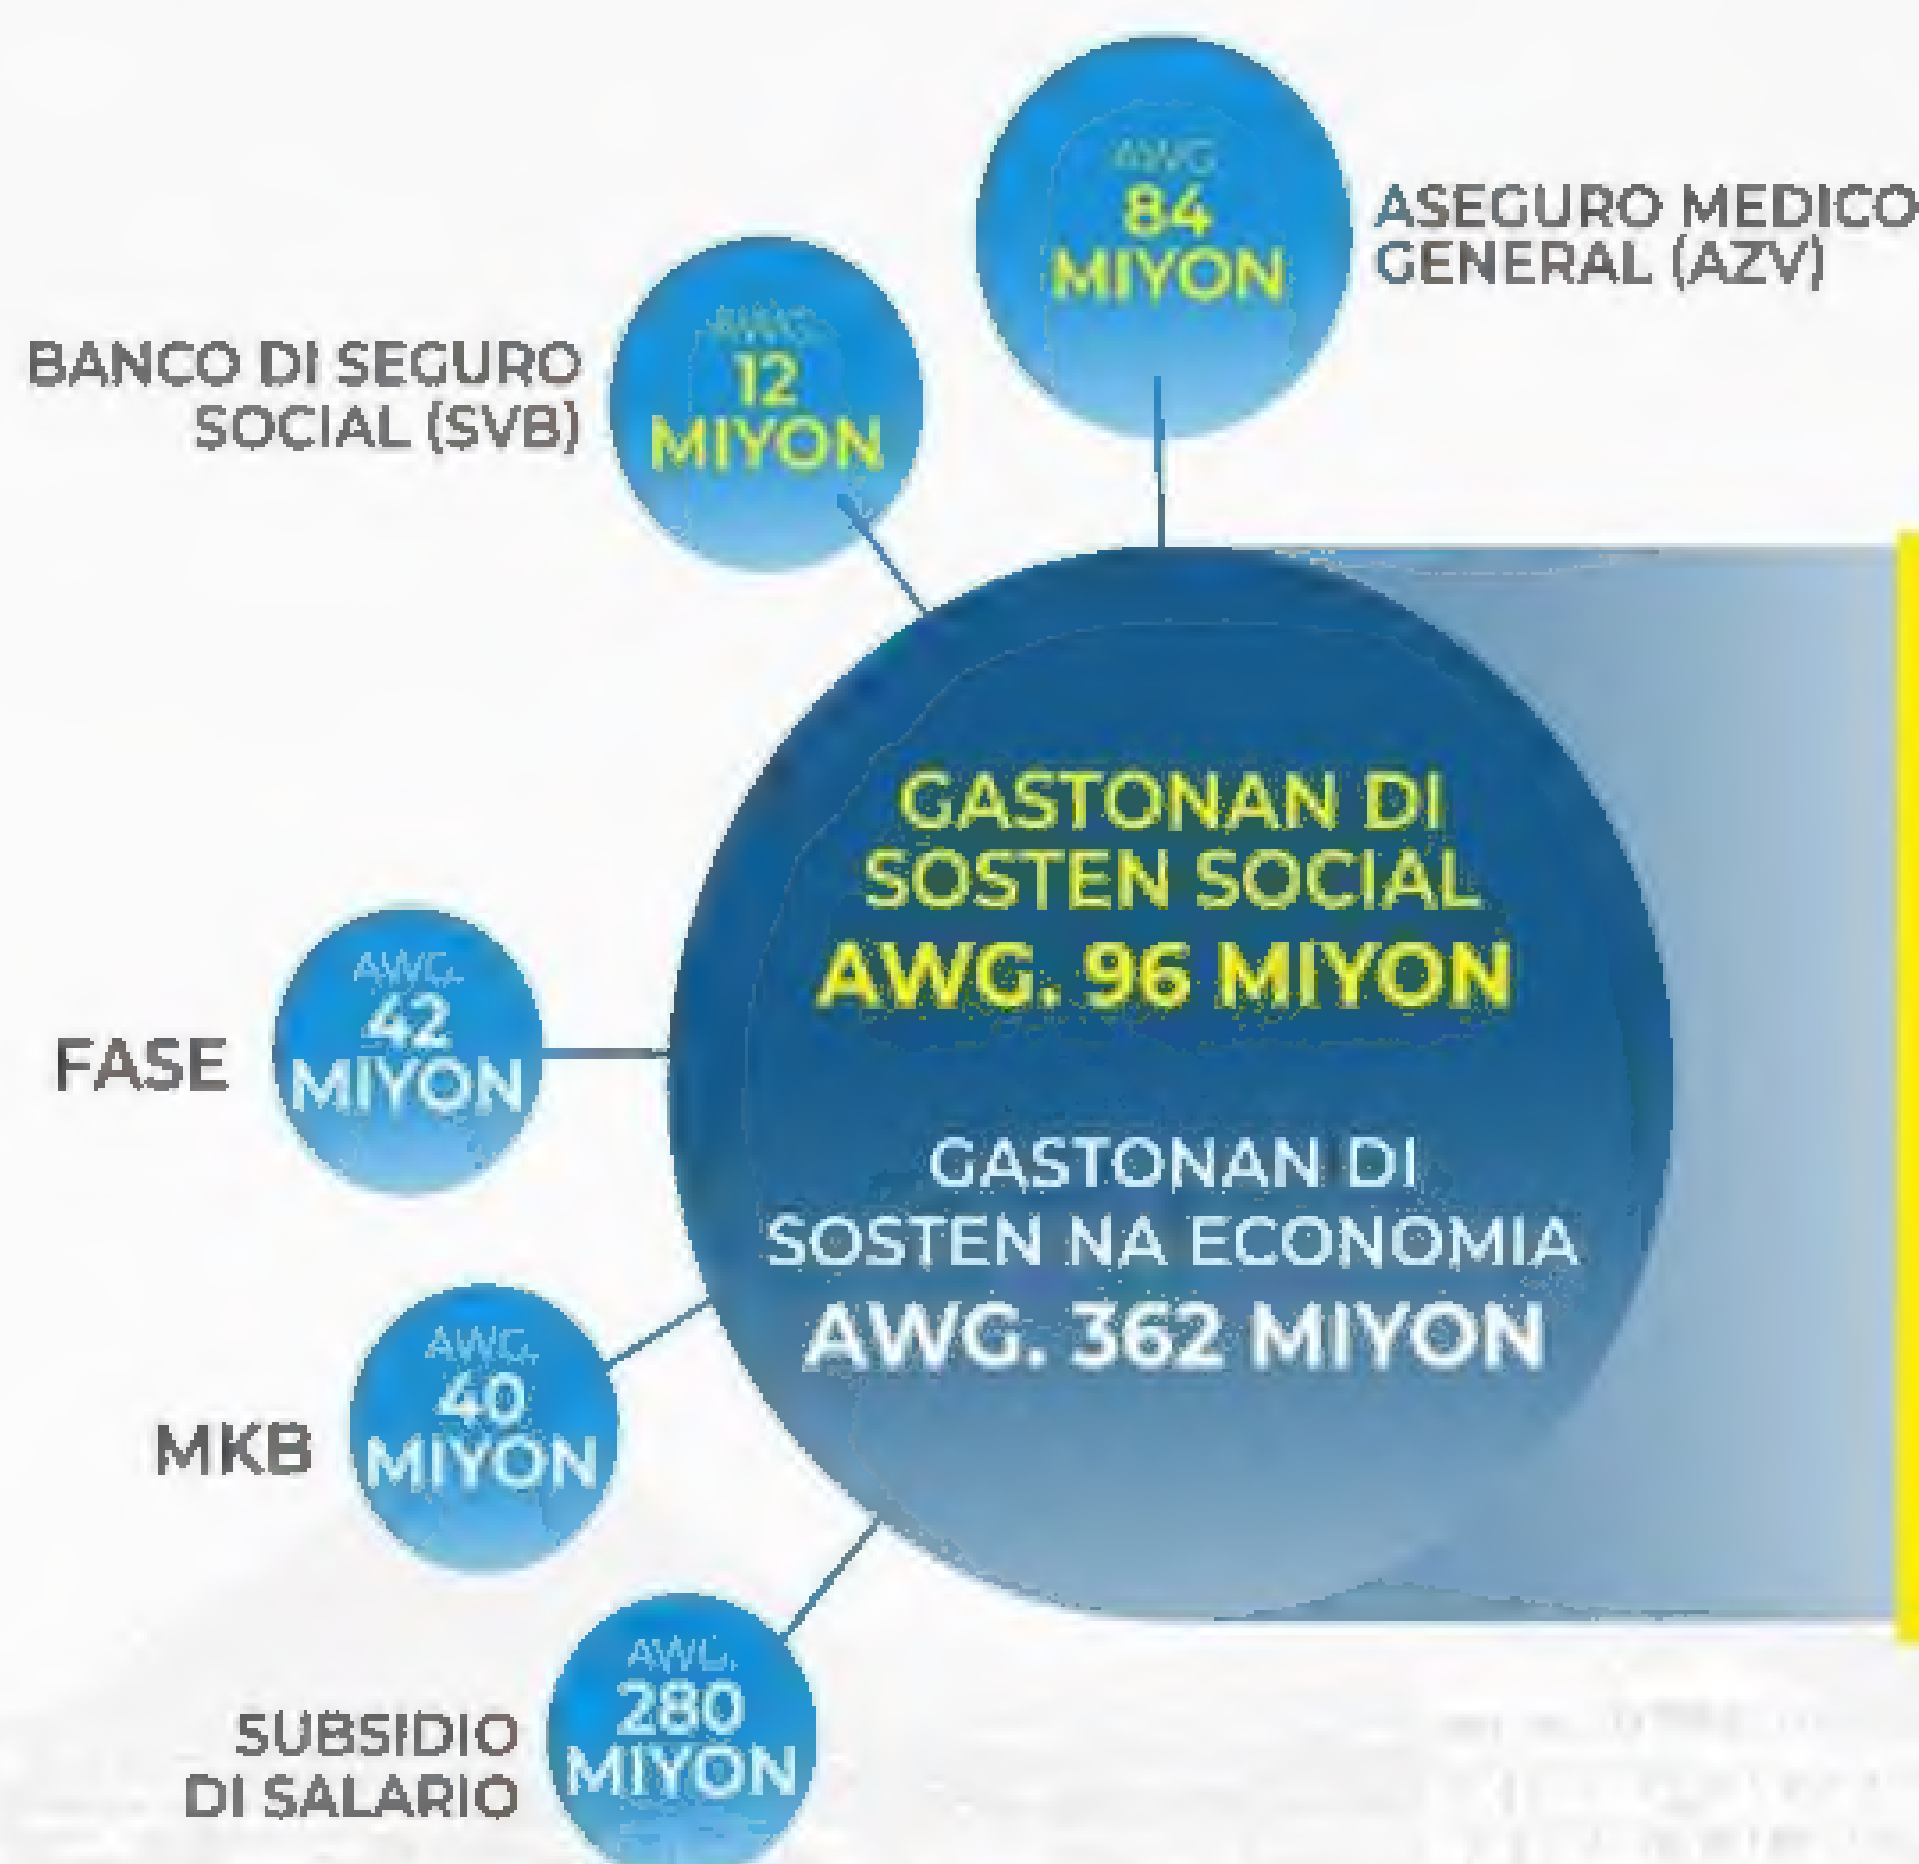 AWG
84
MIYON
ASEGURO MEDICO
GENERAL (AZV)
BANCO DI SEGURO
SOCIAL (SVB)
AWG.
12
MIYON
GASTONAN DI
SOSTEN SOCIAL
AWG. 96 MIYON
FASE
AWG.
42
MIYON
GASTONAN DI
SOSTEN NA ECONOMIA
AWG. 362 MIYON
MKB
AWG.
40
MIYON
SUBSIDIO
DI SALARIO
AWG.
280
MIYON